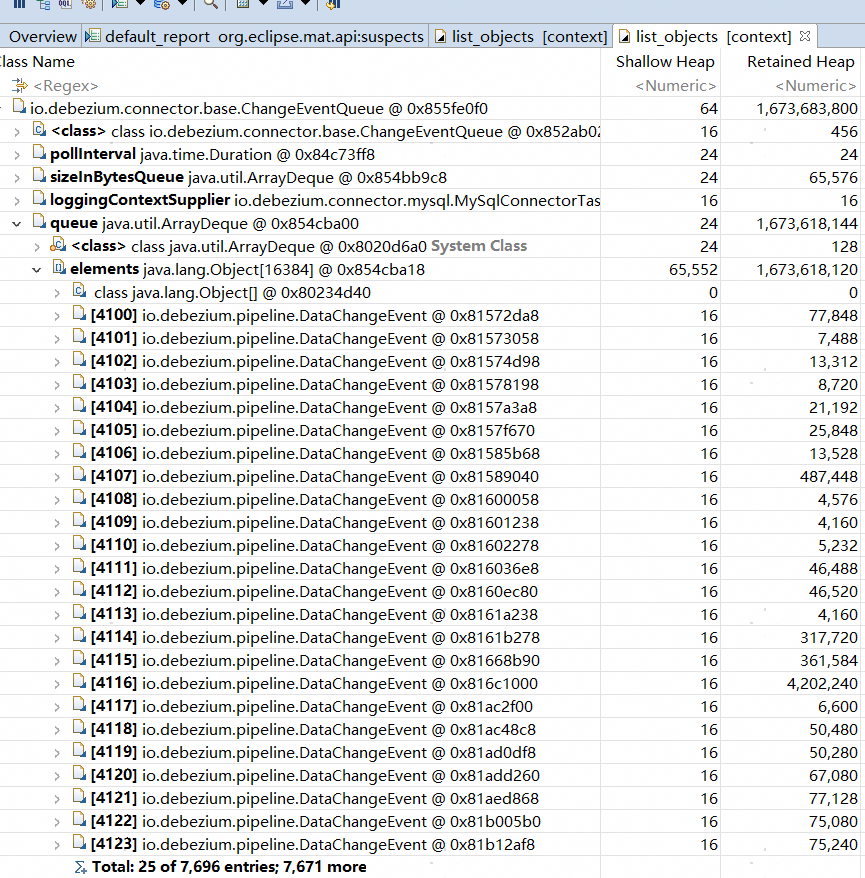 Overview default_report org.eclipse.mat.api:suspects list_objects [context] list_objects [context]
Class Name Shallow Heap Retained Heap
<Regex> <Numeric> <Numeric>
io.debezium.connector.base.ChangeEventQueue @ 0x855fe0f0 64 1,673,683,800
<class> class io.debezium.connector.base.ChangeEventQueue @ 0x852ab02 16 456
pollInterval java.time.Duration @ 0x84c73ff8 24 24
sizeInBytesQueue java.util.ArrayDeque @ 0x854bb9c8 24 65,576
loggingContextSupplier io.debezium.connector.mysql.MySqlConnectorTas 16 16
queue java.util.ArrayDeque @ 0x854cba00 24 1,673,618,144
<class> class java.util.ArrayDeque @ 0x8020d6a0 System Class 24 128
elements java.lang.Object[16384] @ 0x854cba18 65,552 1,673,618,120
class java.lang.Object[] @ 0x80234d40 0 0
[4100] io.debezium.pipeline.DataChangeEvent @ 0x81572da8 16 77,848
[4101] io.debezium.pipeline.DataChangeEvent @ 0x81573058 16 7,488
[4102] io.debezium.pipeline.DataChangeEvent @ 0x81574d98 16 13,312
[4103] io.debezium.pipeline.DataChangeEvent @ 0x81578198 16 8,720
[4104] io.debezium.pipeline.DataChangeEvent @ 0x8157a3a8 16 21,192
[4105] io.debezium.pipeline.DataChangeEvent @ 0x8157f670 16 25,848
[4106] io.debezium.pipeline.DataChangeEvent @ 0x81585b68 16 13,528
[4107] io.debezium.pipeline.DataChangeEvent @ 0x81589040 16 487,448
[4108] io.debezium.pipeline.DataChangeEvent @ 0x81600058 16 4,576
[4109] io.debezium.pipeline.DataChangeEvent @ 0x81601238 16 4,160
[4110] io.debezium.pipeline.DataChangeEvent @ 0x81602278 16 5,232
[4111] io.debezium.pipeline.DataChangeEvent @ 0x816036e8 16 46,488
[4112] io.debezium.pipeline.DataChangeEvent @ 0x8160ec80 16 46,520
[4113] io.debezium.pipeline.DataChangeEvent @ 0x8161a238 16 4,160
[4114] io.debezium.pipeline.DataChangeEvent @ 0x8161b278 16 317,720
[4115] io.debezium.pipeline.DataChangeEvent @ 0x81668b90 16 361,584
[4116] io.debezium.pipeline.DataChangeEvent @ 0x816c1000 16 4,202,240
[4117] io.debezium.pipeline.DataChangeEvent @ 0x81ac2f00 16 6,600
[4118] io.debezium.pipeline.DataChangeEvent @ 0x81ac48c8 16 50,480
[4119] io.debezium.pipeline.DataChangeEvent @ 0x81ad0df8 16 50,280
[4120] io.debezium.pipeline.DataChangeEvent @ 0x81add260 16 67,080
[4121] io.debezium.pipeline.DataChangeEvent @ 0x81aed868 16 77,128
[4122] io.debezium.pipeline.DataChangeEvent @ 0x81b005b0 16 75,080
[4123] io.debezium.pipeline.DataChangeEvent @ 0x81b12af8 16 75,240
Total: 25 of 7,696 entries; 7,671 more